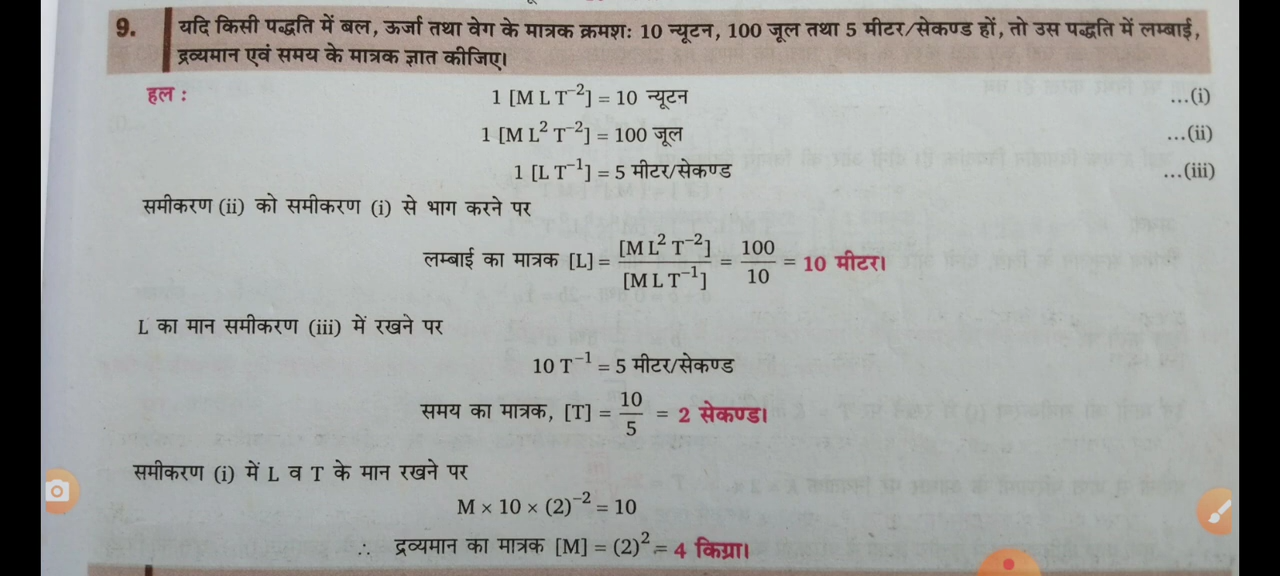 9. यदि किसी पद्धति में बल, ऊर्जा तथा वेग के मात्रक क्रमशः 10 न्यूटन, 100 जूल तथा 5 मीटर/सेकण्ड हों, तो उस पद्धति में लम्बाई,
द्रव्यमान एवं समय के मात्रक ज्ञात कीजिए।
हल : 1 [M L T⁻²] = 10 न्यूटन ...(i)
1 [M L² T⁻²] = 100 जूल ...(ii)
1 [L T⁻¹] = 5 मीटर/सेकण्ड ...(iii)
समीकरण (ii) को समीकरण (i) से भाग करने पर
लम्बाई का मात्रक [L] = [M L² T⁻²] / [M L T⁻¹] = 100 / 10 = 10 मीटर।
L का मान समीकरण (iii) में रखने पर
10 T⁻¹ = 5 मीटर/सेकण्ड
समय का मात्रक, [T] = 10 / 5 = 2 सेकण्ड।
समीकरण (i) में L व T के मान रखने पर
M × 10 × (2)⁻² = 10
∴ द्रव्यमान का मात्रक [M] = (2)² = 4 किग्रा।